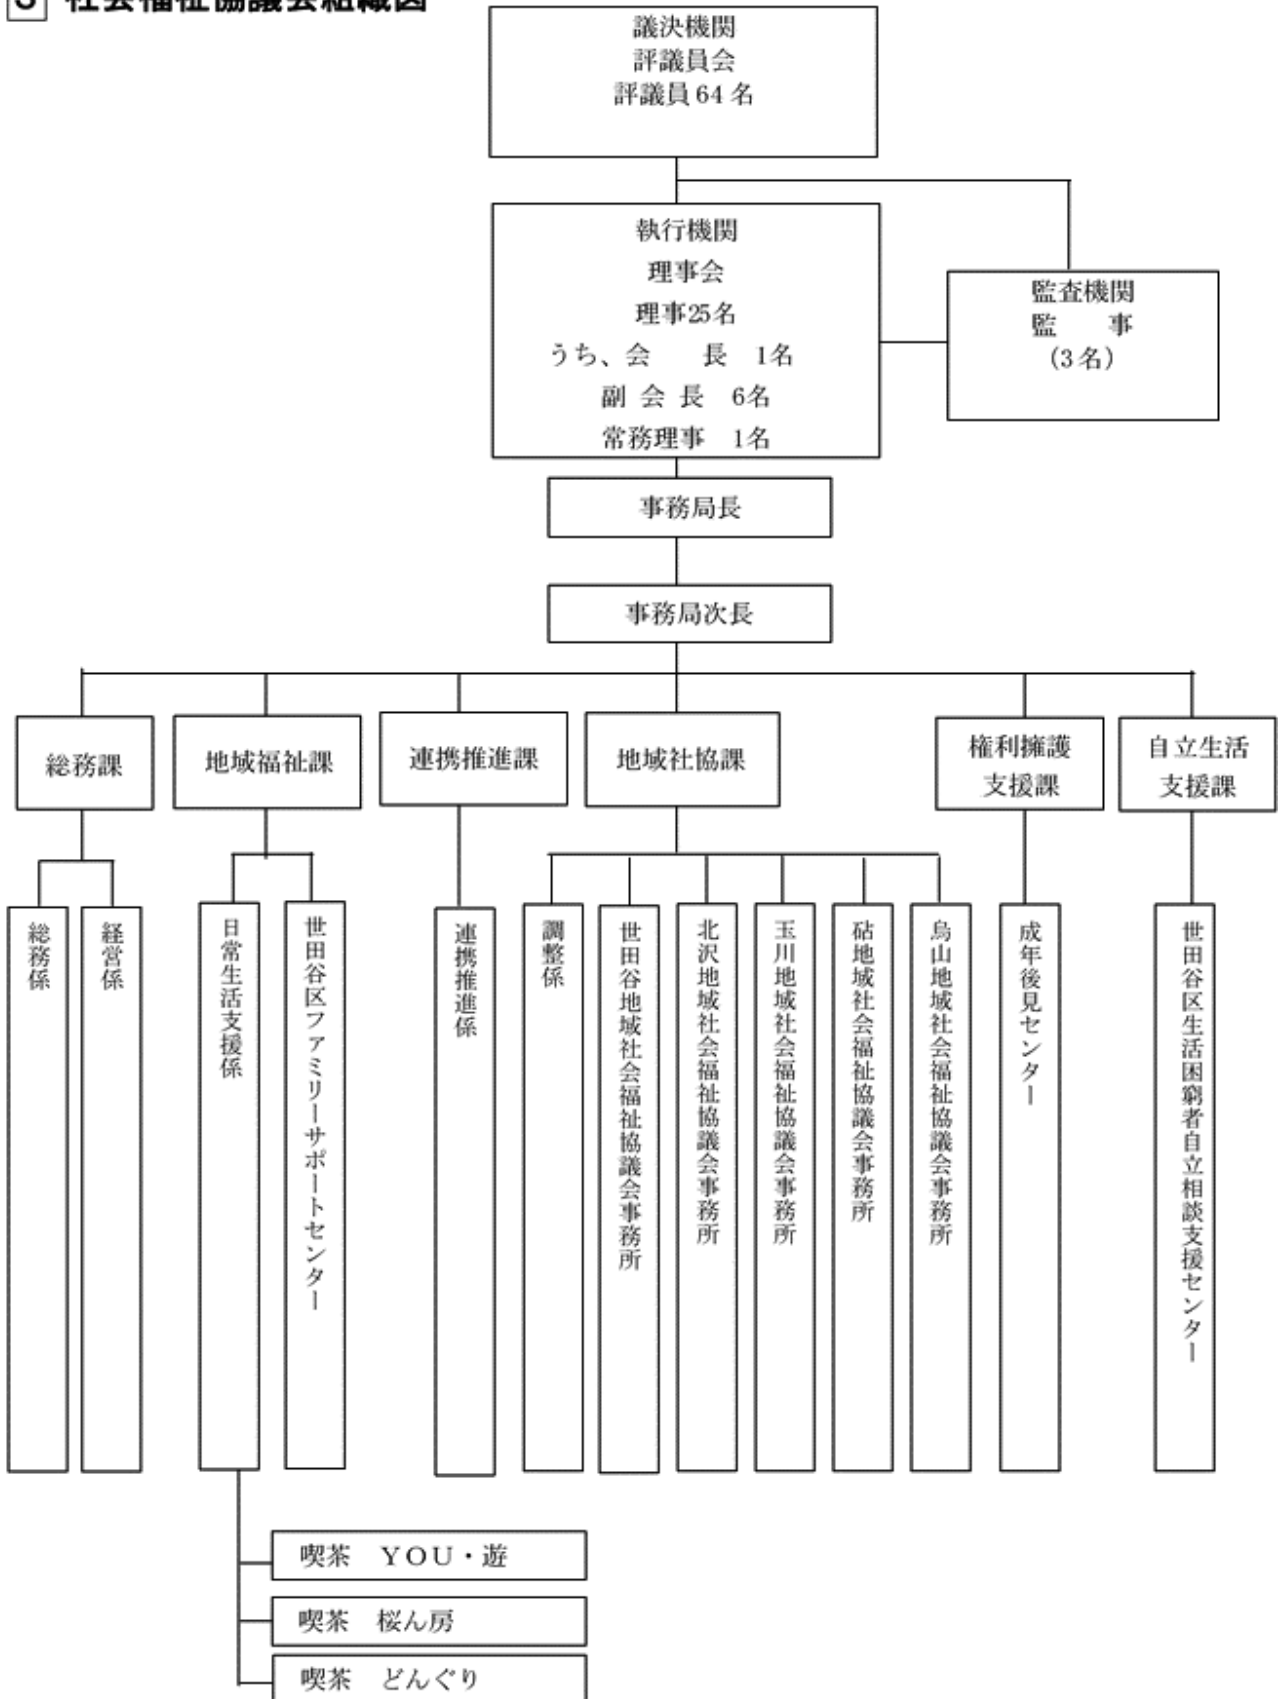 3 社会福祉協議会組織図
議決機関
評議員会
評議員64名
執行機関
理事会
理事25名
うち、会　　長　1名
副 会 長　6名
常務理事　1名
監査機関
監　　事
（3名）
事務局長
事務局次長
総務課
地域福祉課
連携推進課
地域社協課
権利擁護
支援課
自立生活
支援課
総務係
経営係
日常生活支援係
世田谷区ファミリーサポートセンター
連携推進係
調整係
世田谷地域社会福祉協議会事務所
北沢地域社会福祉協議会事務所
玉川地域社会福祉協議会事務所
砧地域社会福祉協議会事務所
烏山地域社会福祉協議会事務所
成年後見センター
世田谷区生活困窮者自立相談支援センター
喫茶　ＹＯＵ・遊
喫茶　桜ん房
喫茶　どんぐり